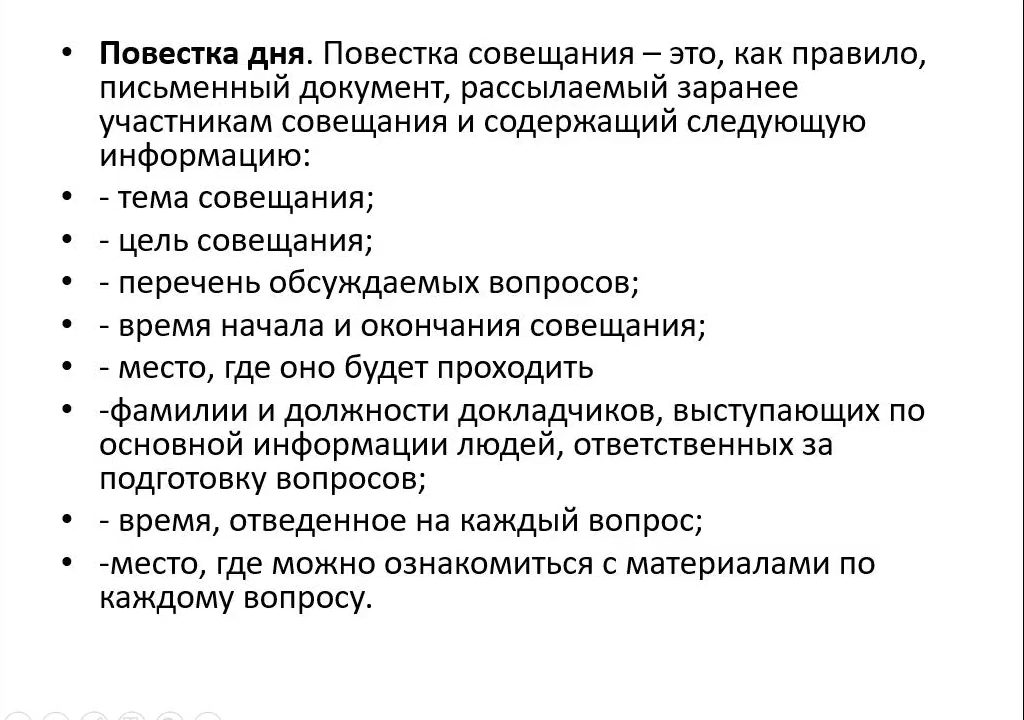 • Повестка дня. Повестка совещания – это, как правило,
письменный документ, рассылаемый заранее
участникам совещания и содержащий следующую
информацию:
• - тема совещания;
• - цель совещания;
• - перечень обсуждаемых вопросов;
• - время начала и окончания совещания;
• - место, где оно будет проходить
• -фамилии и должности докладчиков, выступающих по
основной информации людей, ответственных за
подготовку вопросов;
• - время, отведенное на каждый вопрос;
• -место, где можно ознакомиться с материалами по
каждому вопросу.